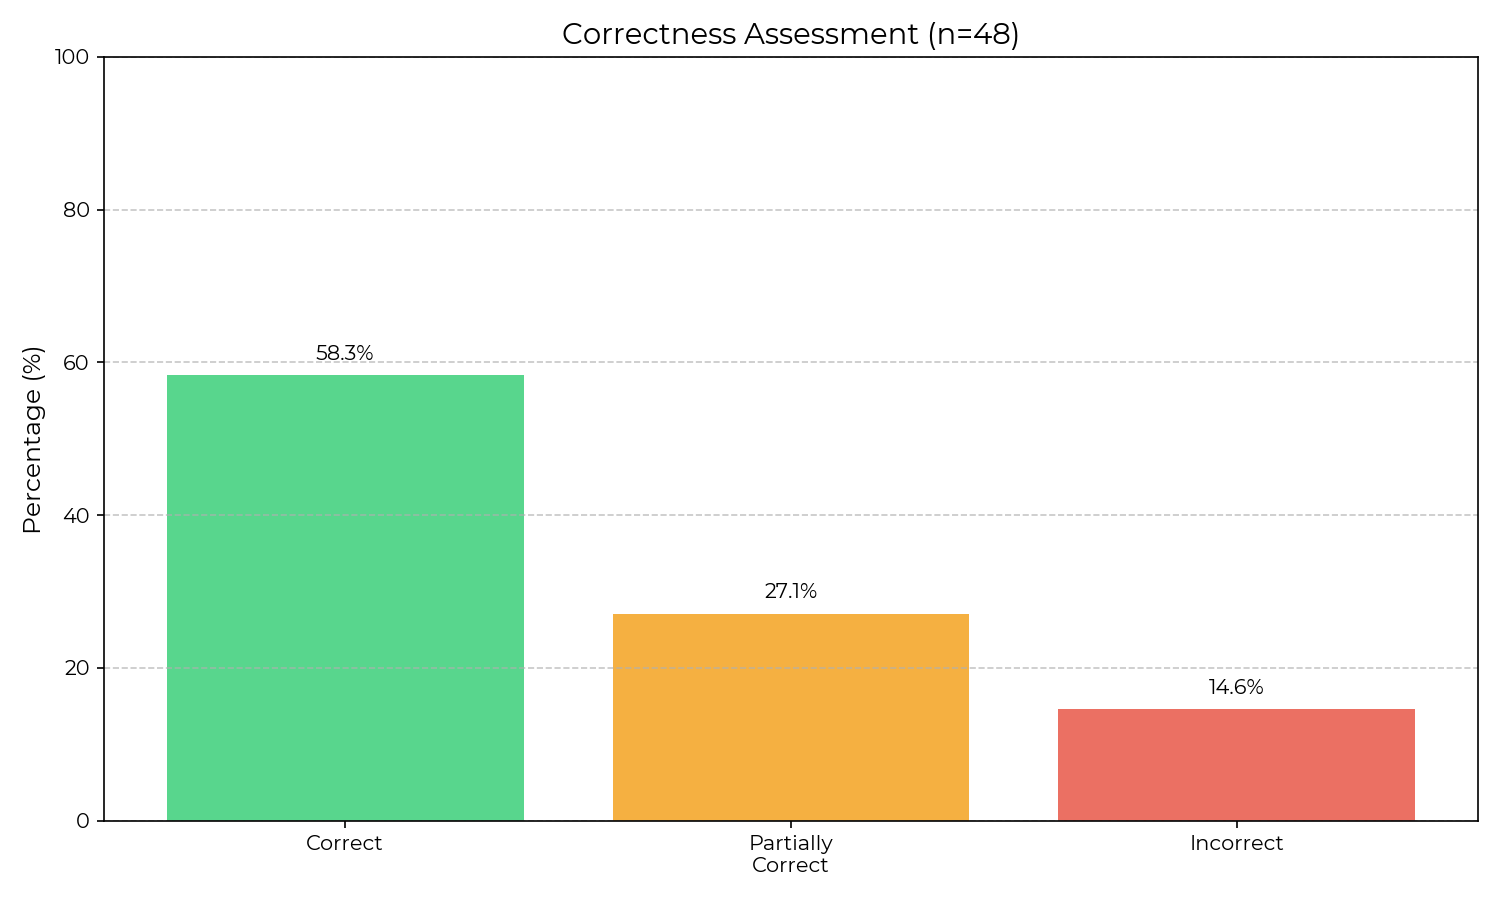 Correctness Assessment (n=48)
Percentage (%)
100
80
60
40
20
0
58.3%
27.1%
14.6%
Correct
Partially
Correct
Incorrect